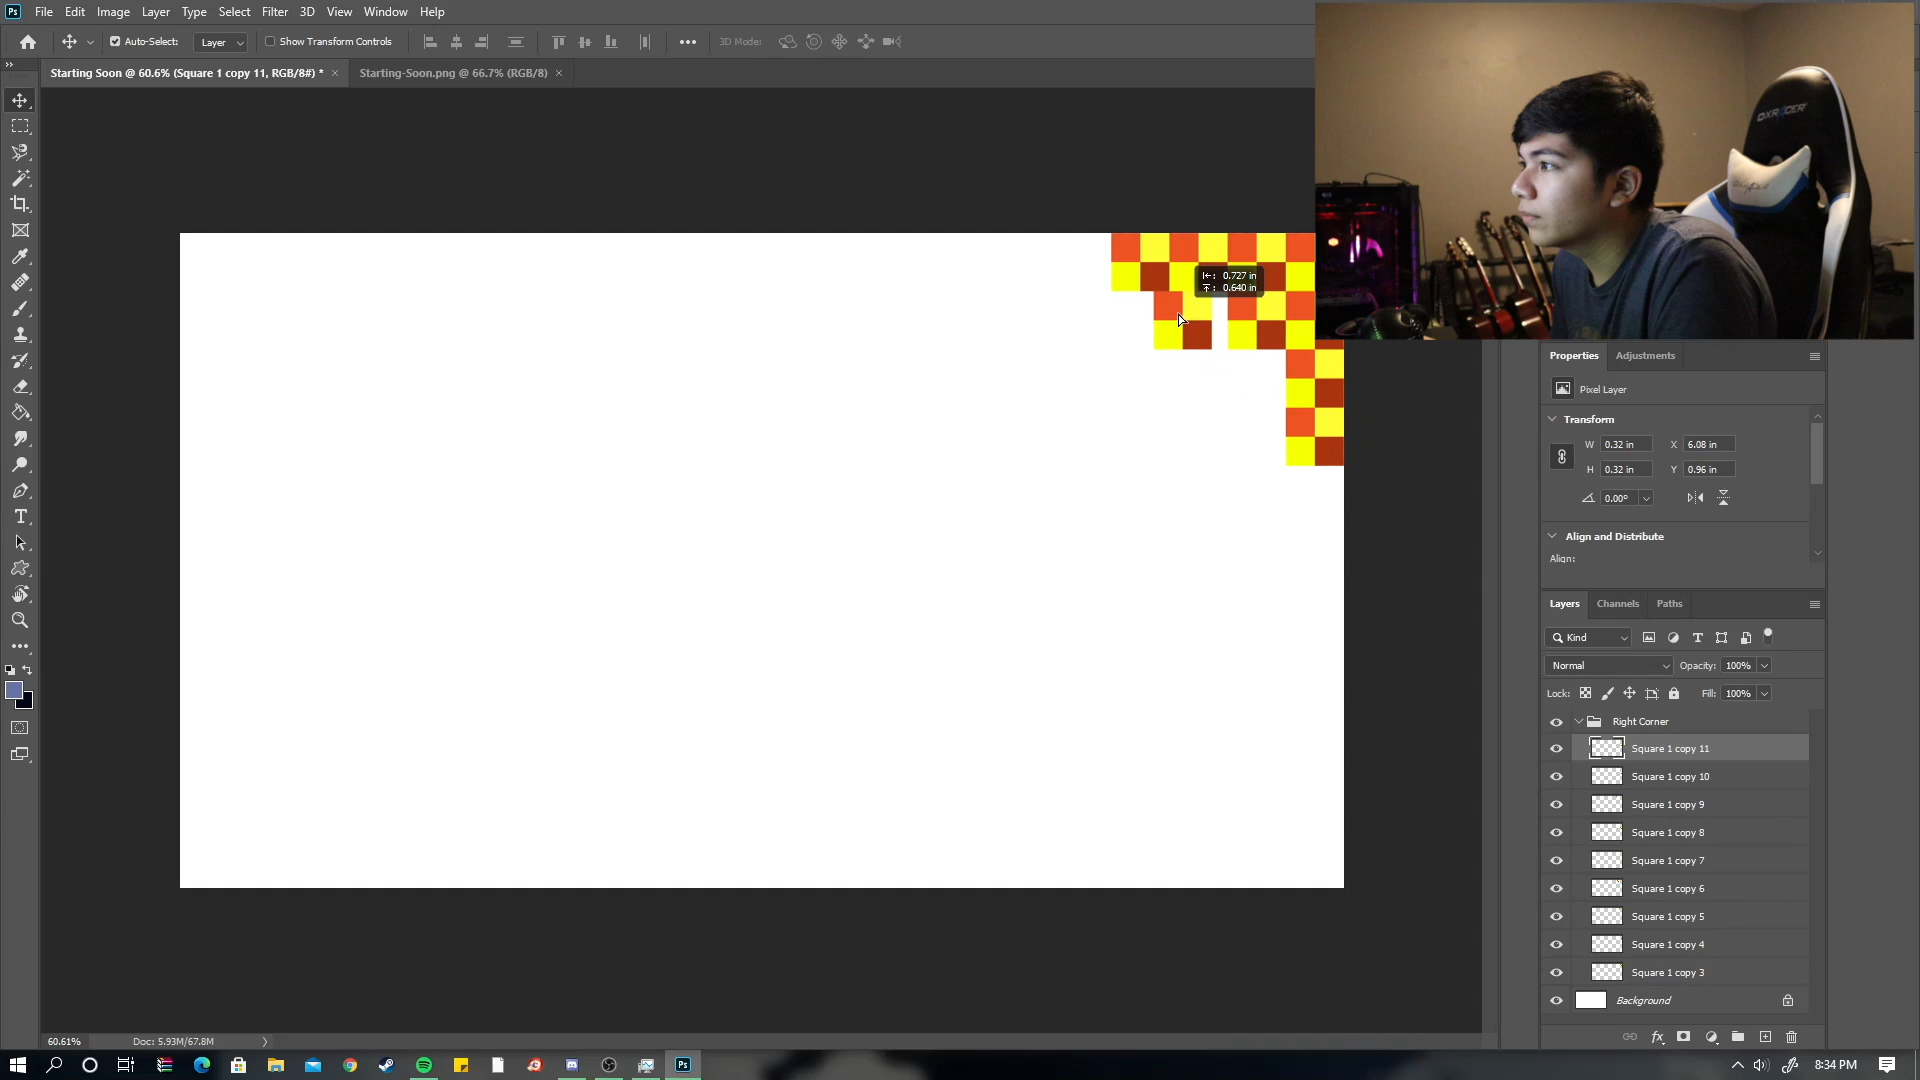 Ps File Edit Image Layer Type Select Filter 3D View Window Help
Auto-Select: Layer Show Transform Controls 3D Mode:
Starting Soon @ 60.6% (Square 1 copy 11, RGB/8#) * × Starting-Soon.png @ 66.7% (RGB/8) ×
DXRACER
0.727 in
0.640 in
Properties Adjustments
Pixel Layer
Transform
W 0.32 in X 6.08 in
H 0.32 in Y 0.96 in
0.00°
Align and Distribute
Align:
Layers Channels Paths
Kind
Normal Opacity: 100%
Lock: Fill: 100%
Right Corner
Square 1 copy 11
Square 1 copy 10
Square 1 copy 9
Square 1 copy 8
Square 1 copy 7
Square 1 copy 6
Square 1 copy 5
Square 1 copy 4
Square 1 copy 3
Background
fx
60.61% Doc: 5.93M/67.8M
Ps 8:34 PM